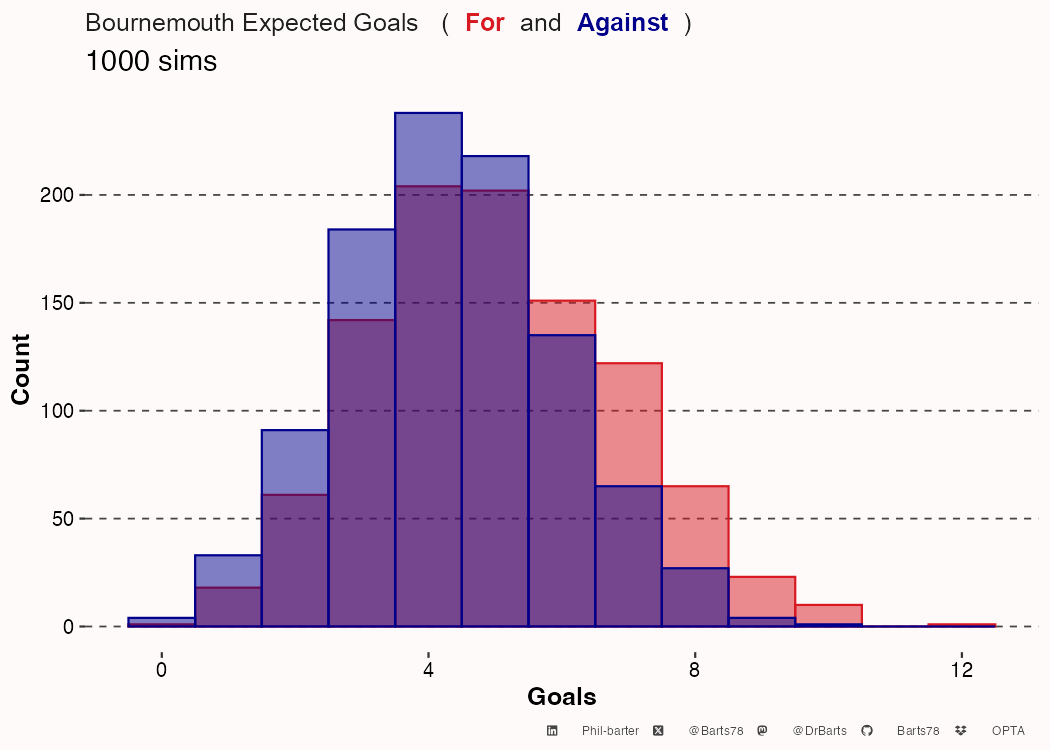 Bournemouth Expected Goals ( For and Against )
1000 sims
Count
200
150
100
50
0
0 4 8 12
Goals
Phil-barter @Barts78 @DrBarts Barts78 OPTA